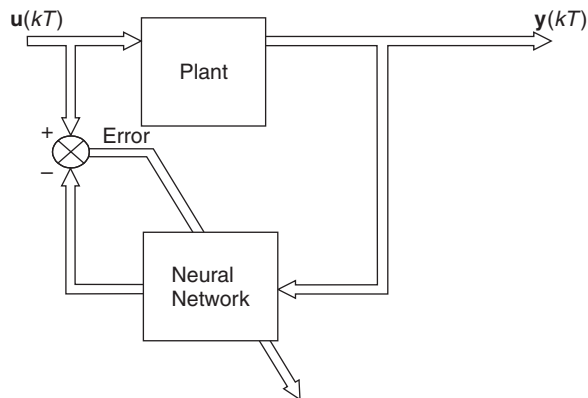 u(kT)
y(kT)
Plant
+
Error
−
Neural
Network